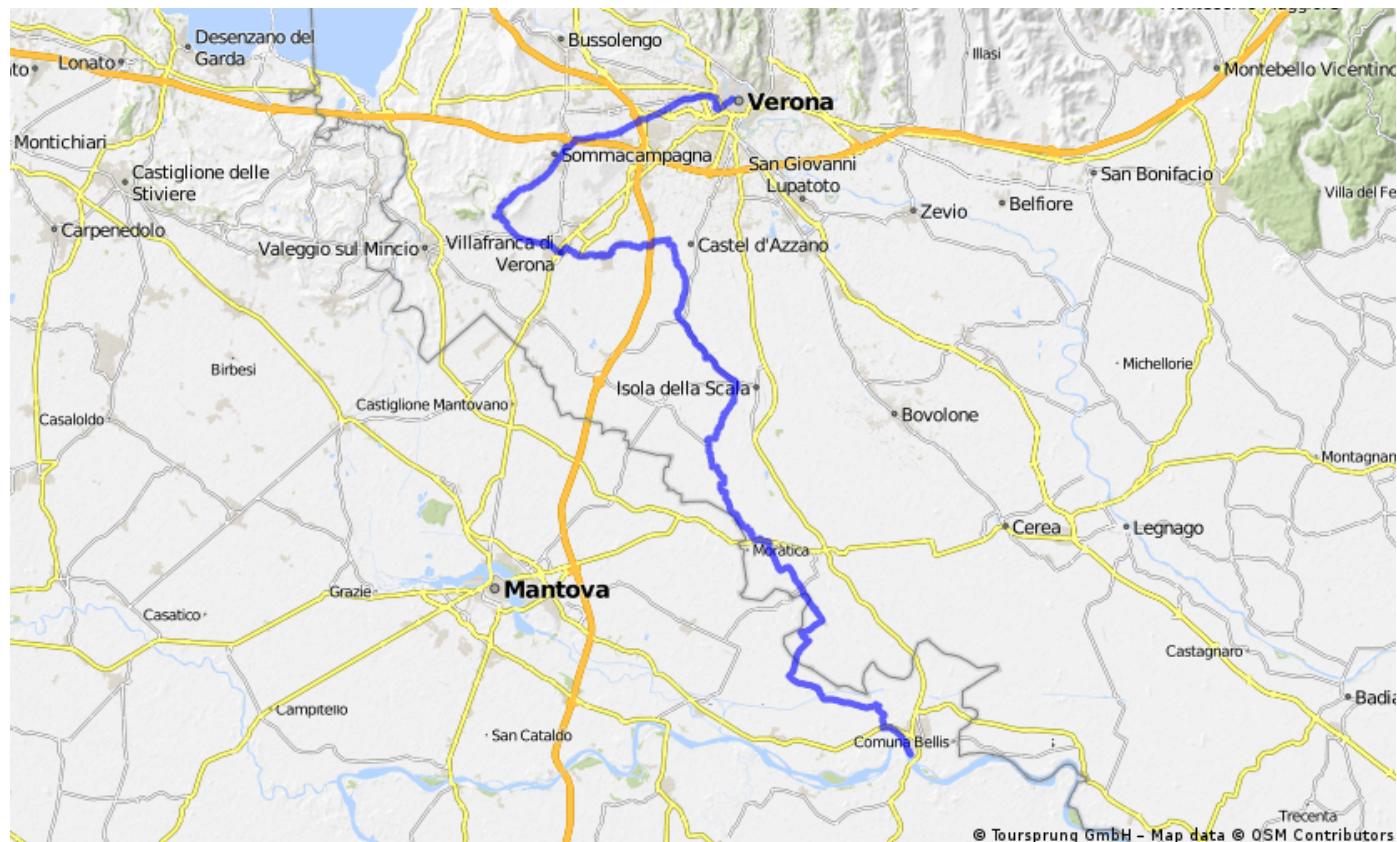 Desenzano del
Garda
Bussolengo
Lonato
Illasi
Montebello Vicentino
Verona
Montichiari
Sommacampagna
San Giovanni
Lupatoto
San Bonifacio
Castiglione delle
Stiviere
Villa del Fe
Belfiore
Zevio
Carpenedolo
Valeggio sul Mincio
Villafranca di
Verona
Castel d'Azzano
Birbesi
Michellorie
Isola della Scala
Castiglione Mantovano
Bovolone
Casaloldo
Montagnan
Cerea
Legnago
Moratica
Grazie
Mantova
Casatico
Castagnaro
Badia
Campitello
San Cataldo
Comuna Bellis
Trecenta
© Toursprung GmbH – Map data © OSM Contributors